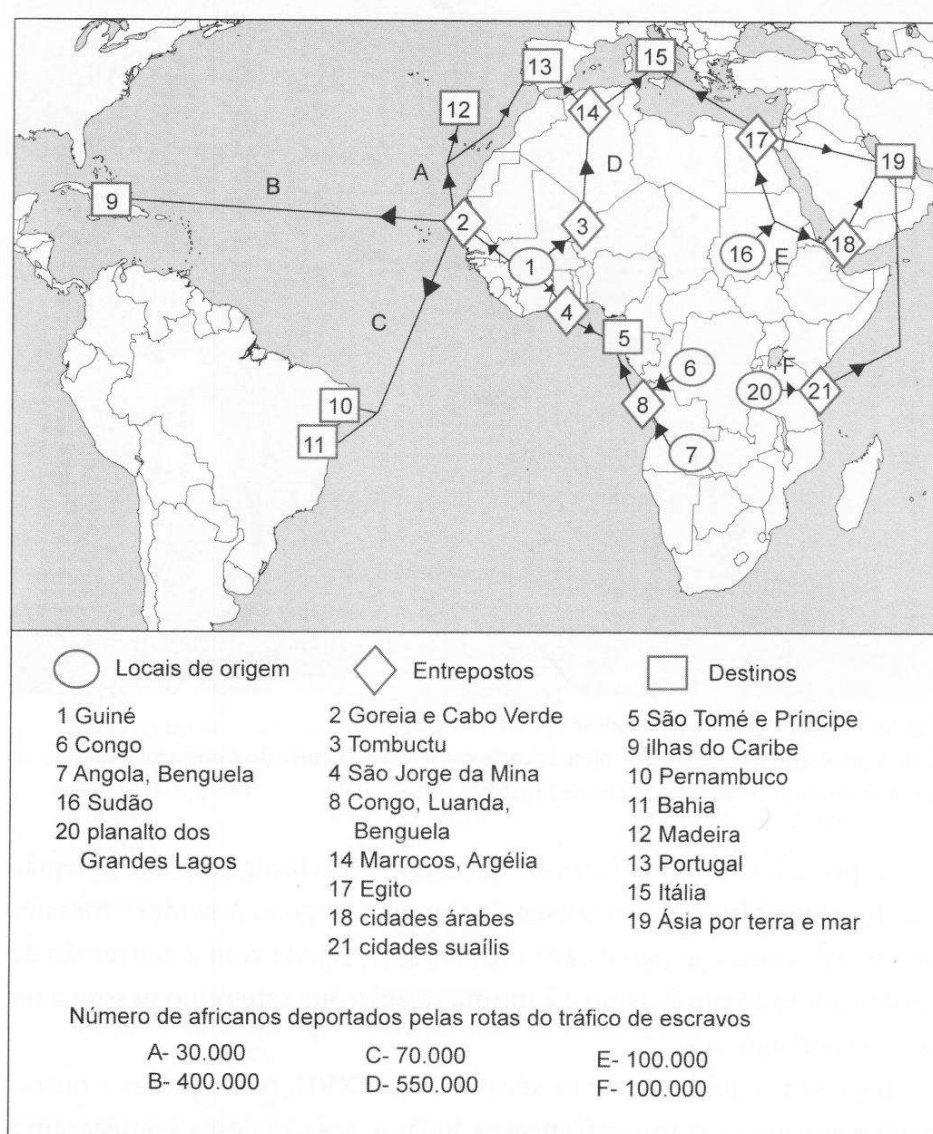 13
15
12
14
17
A
D
19
B
9
2
3
16
18
1
E
4
C
5
6
F
20
21
10
8
11
7
Locais de origem
1 Guiné
6 Congo
7 Angola, Benguela
16 Sudão
20 planalto dos
Grandes Lagos
Entrepostos
2 Goreia e Cabo Verde
3 Tombuctu
4 São Jorge da Mina
8 Congo, Luanda,
Benguela
14 Marrocos, Argélia
17 Egito
18 cidades árabes
21 cidades suaílis
Destinos
5 São Tomé e Príncipe
9 ilhas do Caribe
10 Pernambuco
11 Bahia
12 Madeira
13 Portugal
15 Itália
19 Ásia por terra e mar
Número de africanos deportados pelas rotas do tráfico de escravos
A- 30.000
B- 400.000
C- 70.000
D- 550.000
E- 100.000
F- 100.000